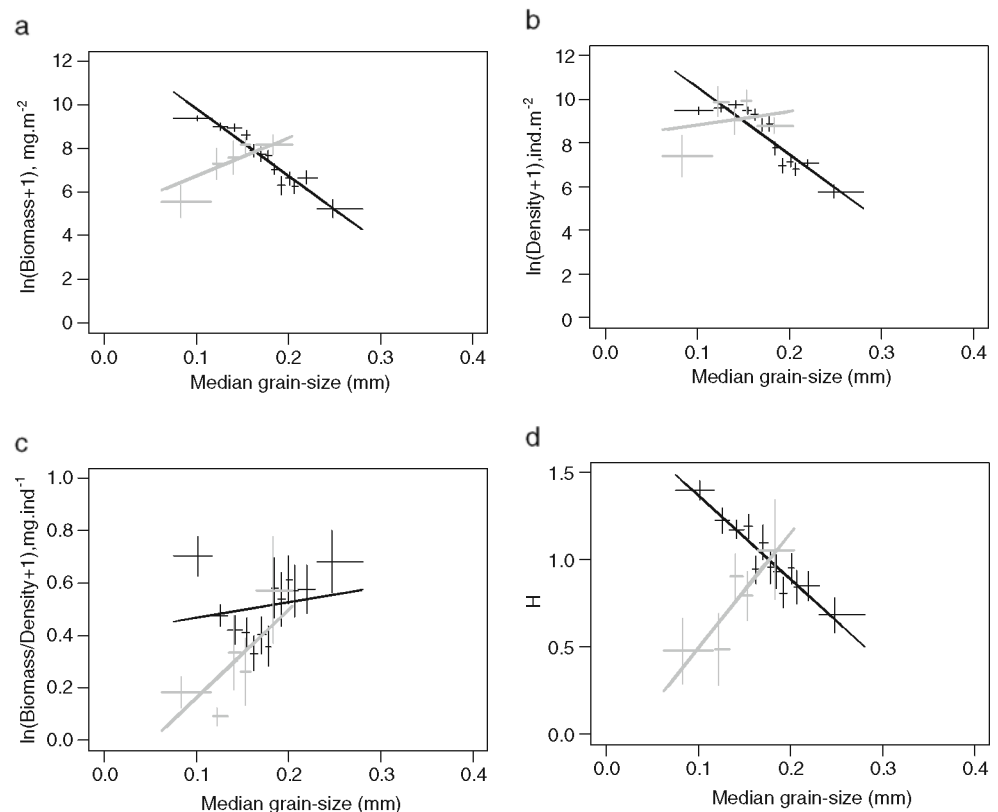 a
12
10
8
6
4
2
0
ln(Biomass+1), mg.m-2
0.0 0.1 0.2 0.3 0.4
Median grain-size (mm)
b
12
10
8
6
4
2
0
ln(Density+1),ind.m-2
0.0 0.1 0.2 0.3 0.4
Median grain-size (mm)
c
1.0
0.8
0.6
0.4
0.2
0.0
ln(Biomass/Density+1),mg.ind-1
0.0 0.1 0.2 0.3 0.4
Median grain-size (mm)
d
1.5
1.0
0.5
0.0
H
0.0 0.1 0.2 0.3 0.4
Median grain-size (mm)